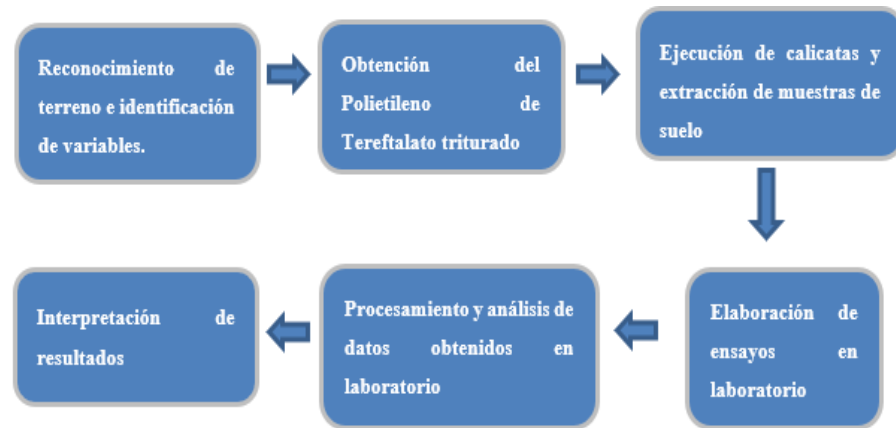 Reconocimiento de
terreno e identificación
de variables.
Obtención del
Polietileno de
Tereftalato triturado
Ejecución de calicatas y
extracción de muestras de
suelo
Elaboración de
ensayos en
laboratorio
Procesamiento y análisis de
datos obtenidos en
laboratorio
Interpretación de
resultados